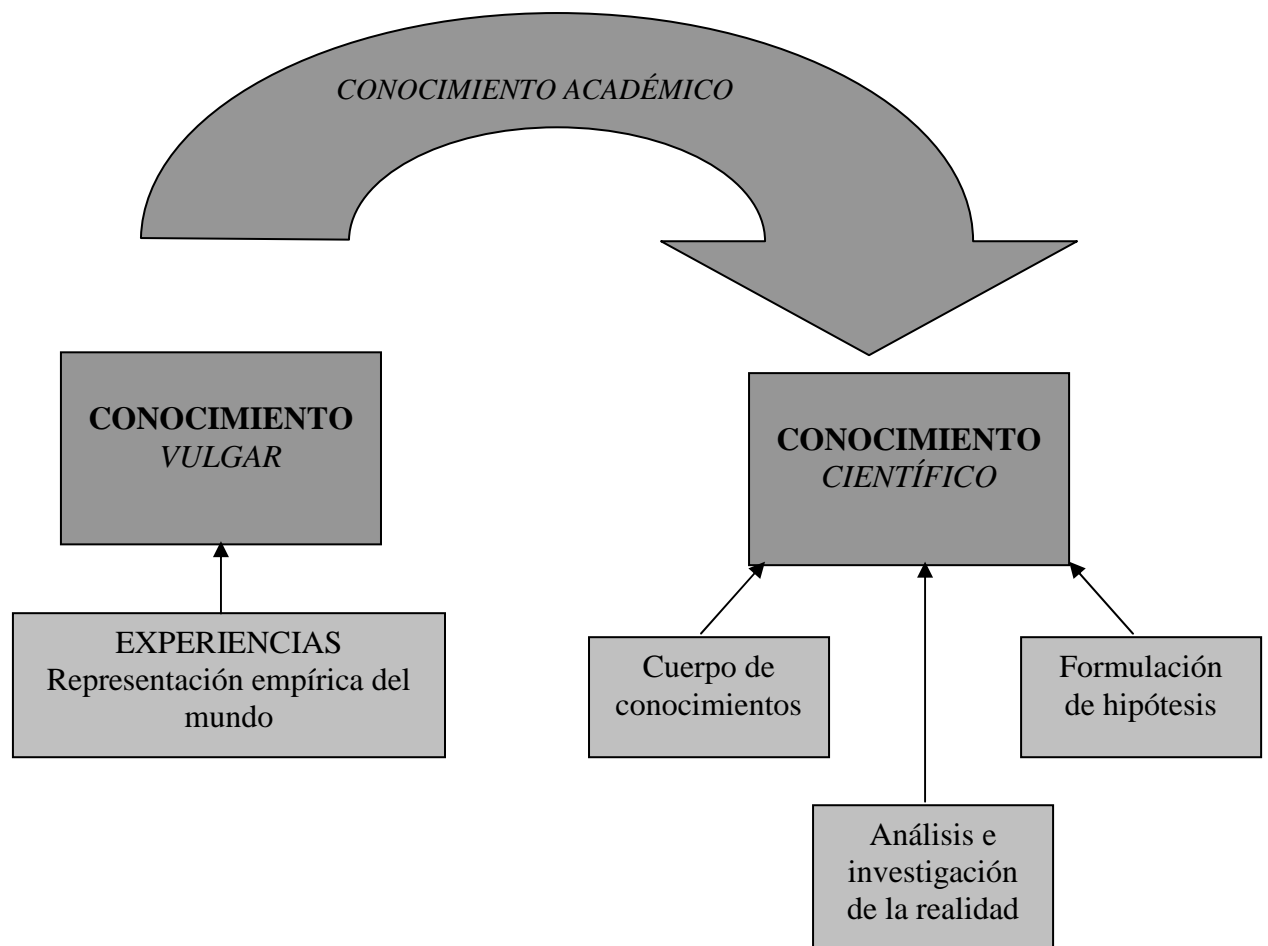 CONOCIMIENTO ACADÉMICO
CONOCIMIENTO
VULGAR
CONOCIMIENTO
CIENTÍFICO
EXPERIENCIAS
Representación empírica del
mundo
Cuerpo de
conocimientos
Formulación
de hipótesis
Análisis e
investigación
de la realidad